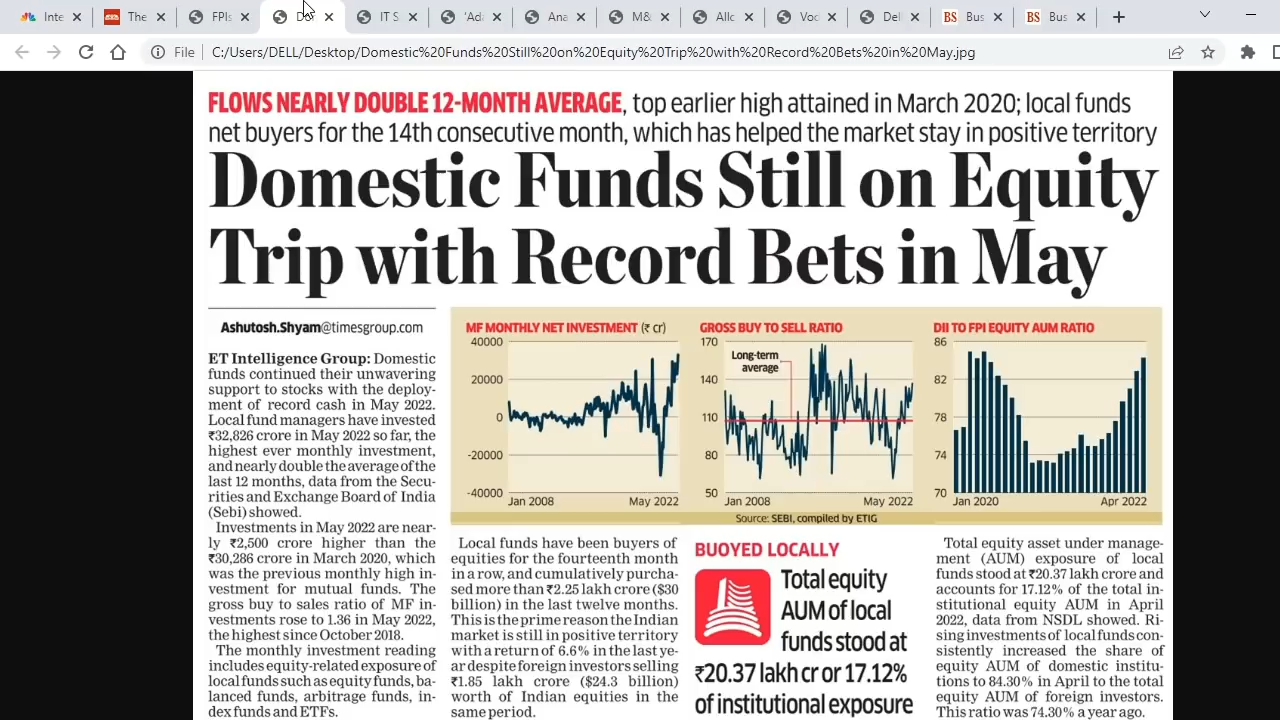 Inte
The
FPIs
IT S
'Ada
Ana
M&
Alli
Voc
Deli
BS Bus
BS Bus
File
C:/Users/DELL/Desktop/Domestic%20Funds%20Still%20on%20Equity%20Trip%20with%20Record%20Bets%20in%20May.jpg
FLOWS NEARLY DOUBLE 12-MONTH AVERAGE, top earlier high attained in March 2020; local funds
net buyers for the 14th consecutive month, which has helped the market stay in positive territory
Domestic Funds Still on Equity
Trip with Record Bets in May
Ashutosh.Shyam@timesgroup.com
ET Intelligence Group: Domestic
funds continued their unwavering
support to stocks with the deploy-
ment of record cash in May 2022.
Local fund managers have invested
₹32,826 crore in May 2022 so far, the
highest ever monthly investment,
and nearly double the average of the
last 12 months, data from the Secu-
rities and Exchange Board of India
(Sebi) showed.
Investments in May 2022 are near-
ly ₹2,500 crore higher than the
₹30,286 crore in March 2020, which
was the previous monthly high in-
vestment for mutual funds. The
gross buy to sales ratio of MF in-
vestments rose to 1.36 in May 2022,
the highest since October 2018.
The monthly investment reading
includes equity-related exposure of
local funds such as equity funds, ba-
lanced funds, arbitrage funds, in-
dex funds and ETFs.
MF MONTHLY NET INVESTMENT (₹ cr)
40000
20000
0
-20000
-40000
Jan 2008
May 2022
GROSS BUY TO SELL RATIO
170
140
110
80
50
Long-term
average
Jan 2008
May 2022
DII TO FPI EQUITY AUM RATIO
86
82
78
74
70
Jan 2020
Apr 2022
Source: SEBI, compiled by ETIG
Local funds have been buyers of
equities for the fourteenth month
in a row, and cumulatively purcha-
sed more than ₹2.25 lakh crore ($30
billion) in the last twelve months.
This is the prime reason the Indian
market is still in positive territory
with a return of 6.6% in the last ye-
ar despite foreign investors selling
₹1.85 lakh crore ($24.3 billion)
worth of Indian equities in the
same period.
BUOYED LOCALLY
Total equity
AUM of local
funds stood at
₹20.37 lakh cr or 17.12%
of institutional exposure
Total equity asset under manage-
ment (AUM) exposure of local
funds stood at ₹20.37 lakh crore and
accounts for 17.12% of the total in-
stitutional equity AUM in April
2022, data from NSDL showed. Ri-
sing investments of local funds con-
sistently increased the share of
equity AUM of domestic institu-
tions to 84.30% in April to the total
equity AUM of foreign investors.
This ratio was 74.30% a year ago.